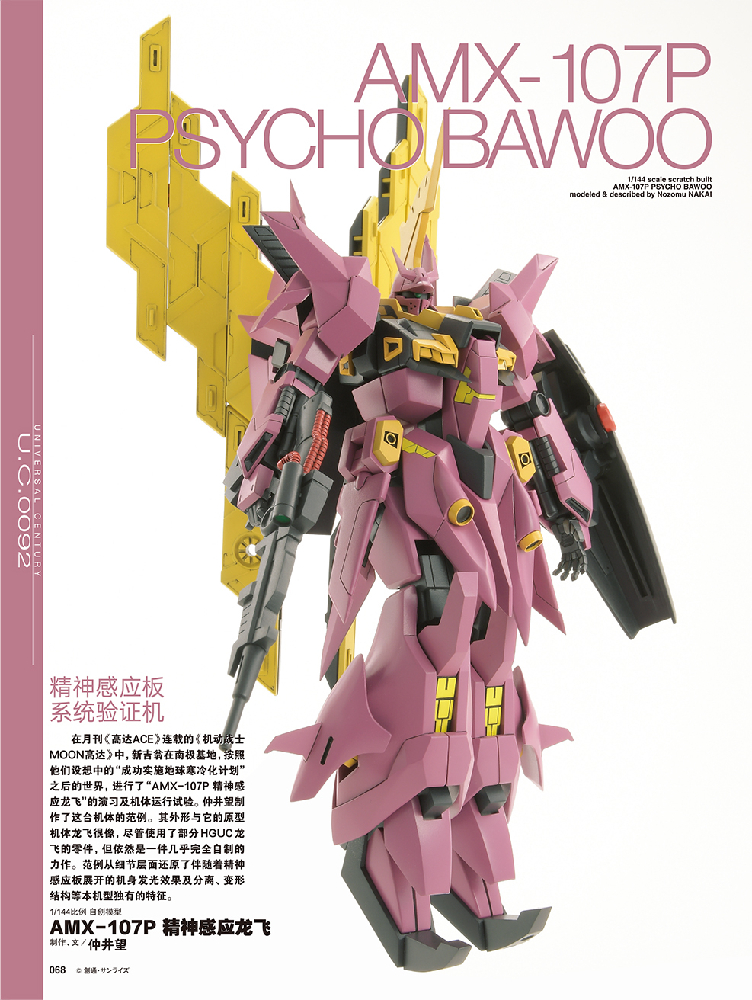 AMX-107P
PSYCHO BAWOO
1/144 scale scratch built
AMX-107P PSYCHO BAWOO
modeled & described by Nozomu NAKAI
UNIVERSAL CENTURY
U.C.0092
精神感应板
系统验证机
在月刊《高达ACE》连载的《机动战士
MOON高达》中，新吉翁在南极基地，按照
他们设想中的“成功实施地球寒冷化计划”
之后的世界，进行了“AMX-107P 精神感
应龙飞”的演习及机体运行试验。仲井望制
作了这台机体的范例。其外形与它的原型
机体龙飞很像，尽管使用了部分HGUC龙
飞的零件，但依然是一件几乎完全自制的
力作。范例从细节层面还原了伴随着精神
感应板展开的机身发光效果及分离、变形
结构等本机型独有的特征。
1/144比例 自创模型
AMX-107P 精神感应龙飞
制作、文／仲井望
068 © 創通・サンライズ